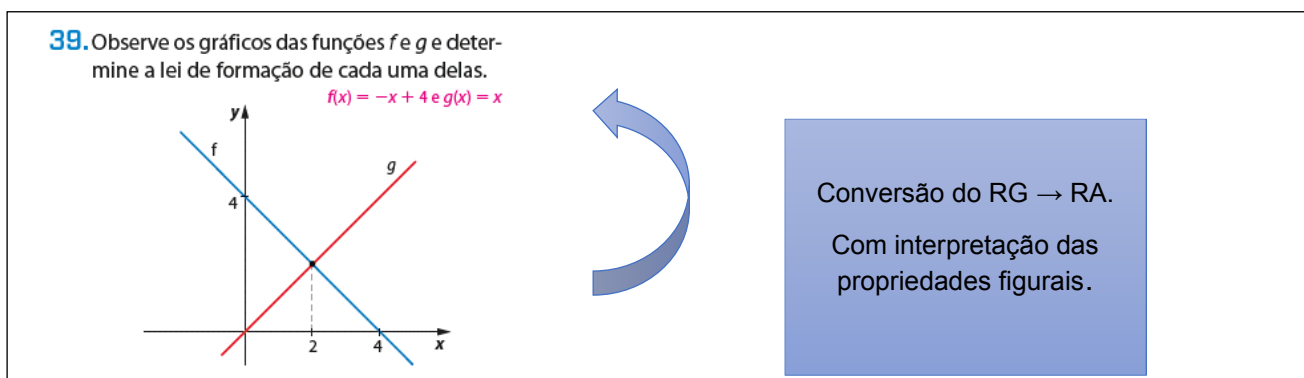 39. Observe os gráficos das funções f e g e deter-
mine a lei de formação de cada uma delas.
f(x) = −x + 4 e g(x) = x
y
f
g
4
2
4
x
Conversão do RG → RA.
Com interpretação das
propriedades figurais.